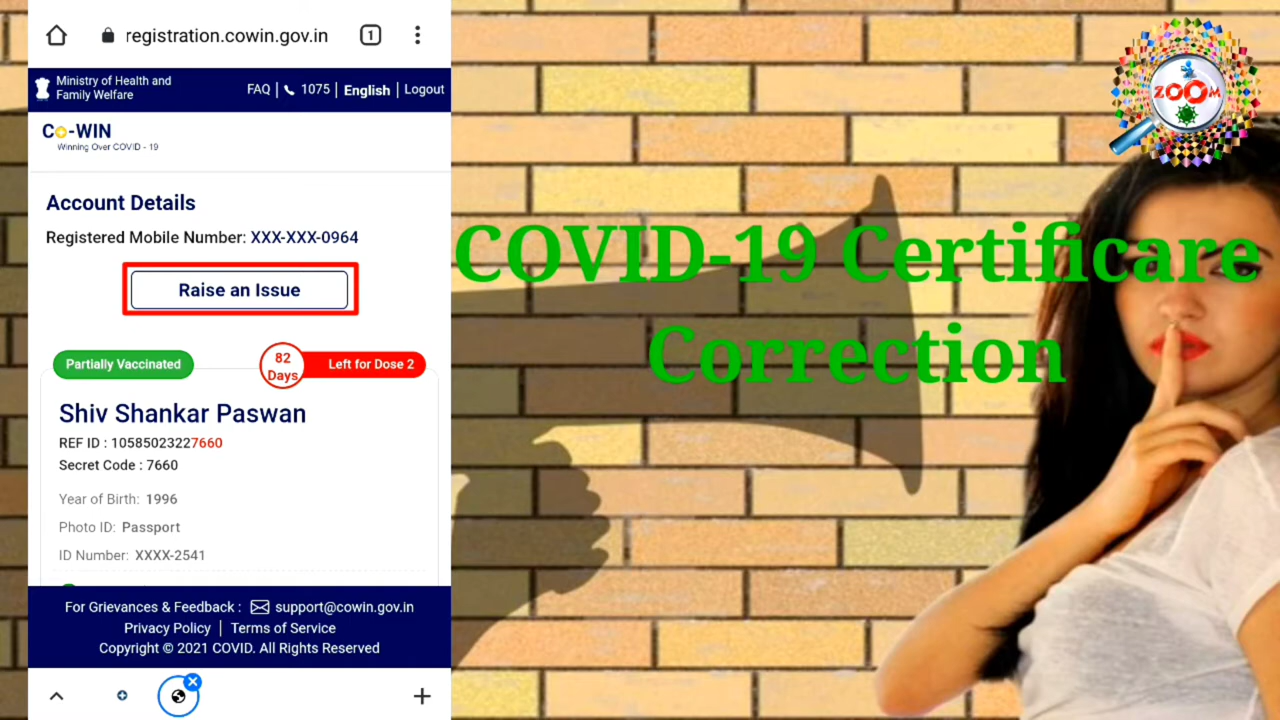 registration.cowin.gov.in
1
Ministry of Health and
Family Welfare
FAQ | 1075 | English | Logout
Co-WIN
Winning Over COVID - 19
Account Details
Registered Mobile Number: XXX-XXX-0964
Raise an Issue
Partially Vaccinated
82
Days
Left for Dose 2
Shiv Shankar Paswan
REF ID : 10585023227660
Secret Code : 7660
Year of Birth: 1996
Photo ID: Passport
ID Number: XXXX-2541
For Grievances & Feedback : support@cowin.gov.in
Privacy Policy | Terms of Service
Copyright © 2021 COVID. All Rights Reserved
ZOOM
COVID-19 Certificare
Correction